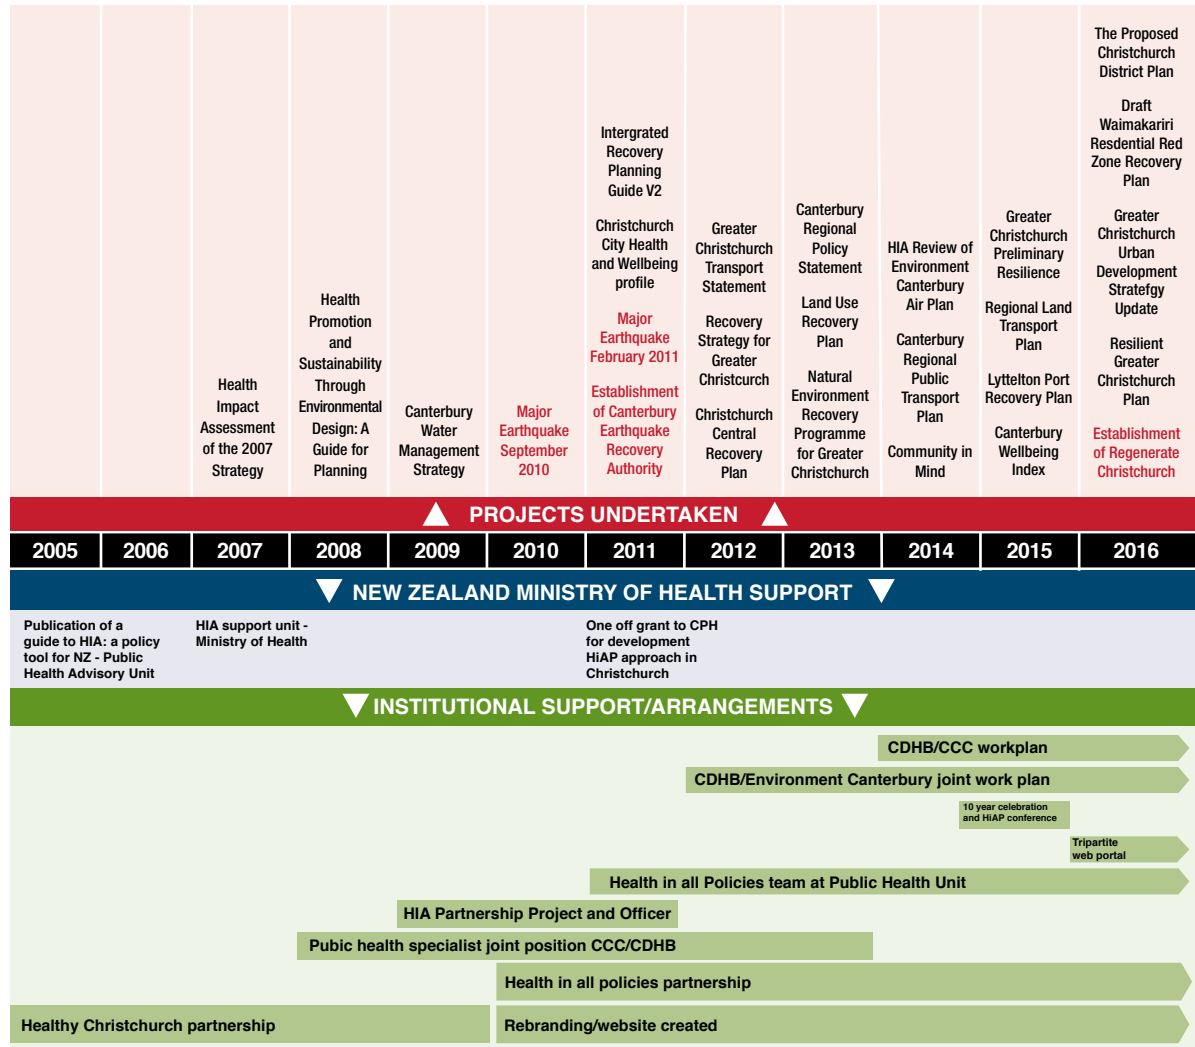 Health
Impact
Assessment
of the 2007
Strategy
Health
Promotion
and
Sustainability
Through
Environmental
Design: A
Guide for
Planning
Canterbury
Water
Management
Strategy
Major
Earthquake
September
2010
Intergrated
Recovery
Planning
Guide V2
Christchurch
City Health
and Wellbeing
profile
Major
Earthquake
February 2011
Establishment
of Canterbury
Earthquake
Recovery
Authority
Greater
Christchurch
Transport
Statement
Recovery
Strategy for
Greater
Christcurch
Christchurch
Central
Recovery
Plan
Canterbury
Regional
Policy
Statement
Land Use
Recovery
Plan
Natural
Environment
Recovery
Programme
for Greater
Christchurch
HIA Review of
Environment
Canterbury
Air Plan
Canterbury
Regional
Public
Transport
Plan
Community in
Mind
Greater
Christchurch
Preliminary
Resilience
Regional Land
Transport
Plan
Lyttelton Port
Recovery Plan
Canterbury
Wellbeing
Index
The Proposed
Christchurch
District Plan
Draft
Waimakariri
Resdential Red
Zone Recovery
Plan
Greater
Christchurch
Urban
Development
Stratefgy
Update
Resilient
Greater
Christchurch
Plan
Establishment
of Regenerate
Christchurch
PROJECTS UNDERTAKEN
2005 2006 2007 2008 2009 2010 2011 2012 2013 2014 2015 2016
NEW ZEALAND MINISTRY OF HEALTH SUPPORT
Publication of a
guide to HIA: a policy
tool for NZ - Public
Health Advisory Unit
HIA support unit -
Ministry of Health
One off grant to CPH
for development
HiAP approach in
Christchurch
INSTITUTIONAL SUPPORT/ARRANGEMENTS
CDHB/CCC workplan
CDHB/Environment Canterbury joint work plan
10 year celebration
and HiAP conference
Tripartite
web portal
Health in all Policies team at Public Health Unit
HIA Partnership Project and Officer
Pubic health specialist joint position CCC/CDHB
Health in all policies partnership
Healthy Christchurch partnership
Rebranding/website created